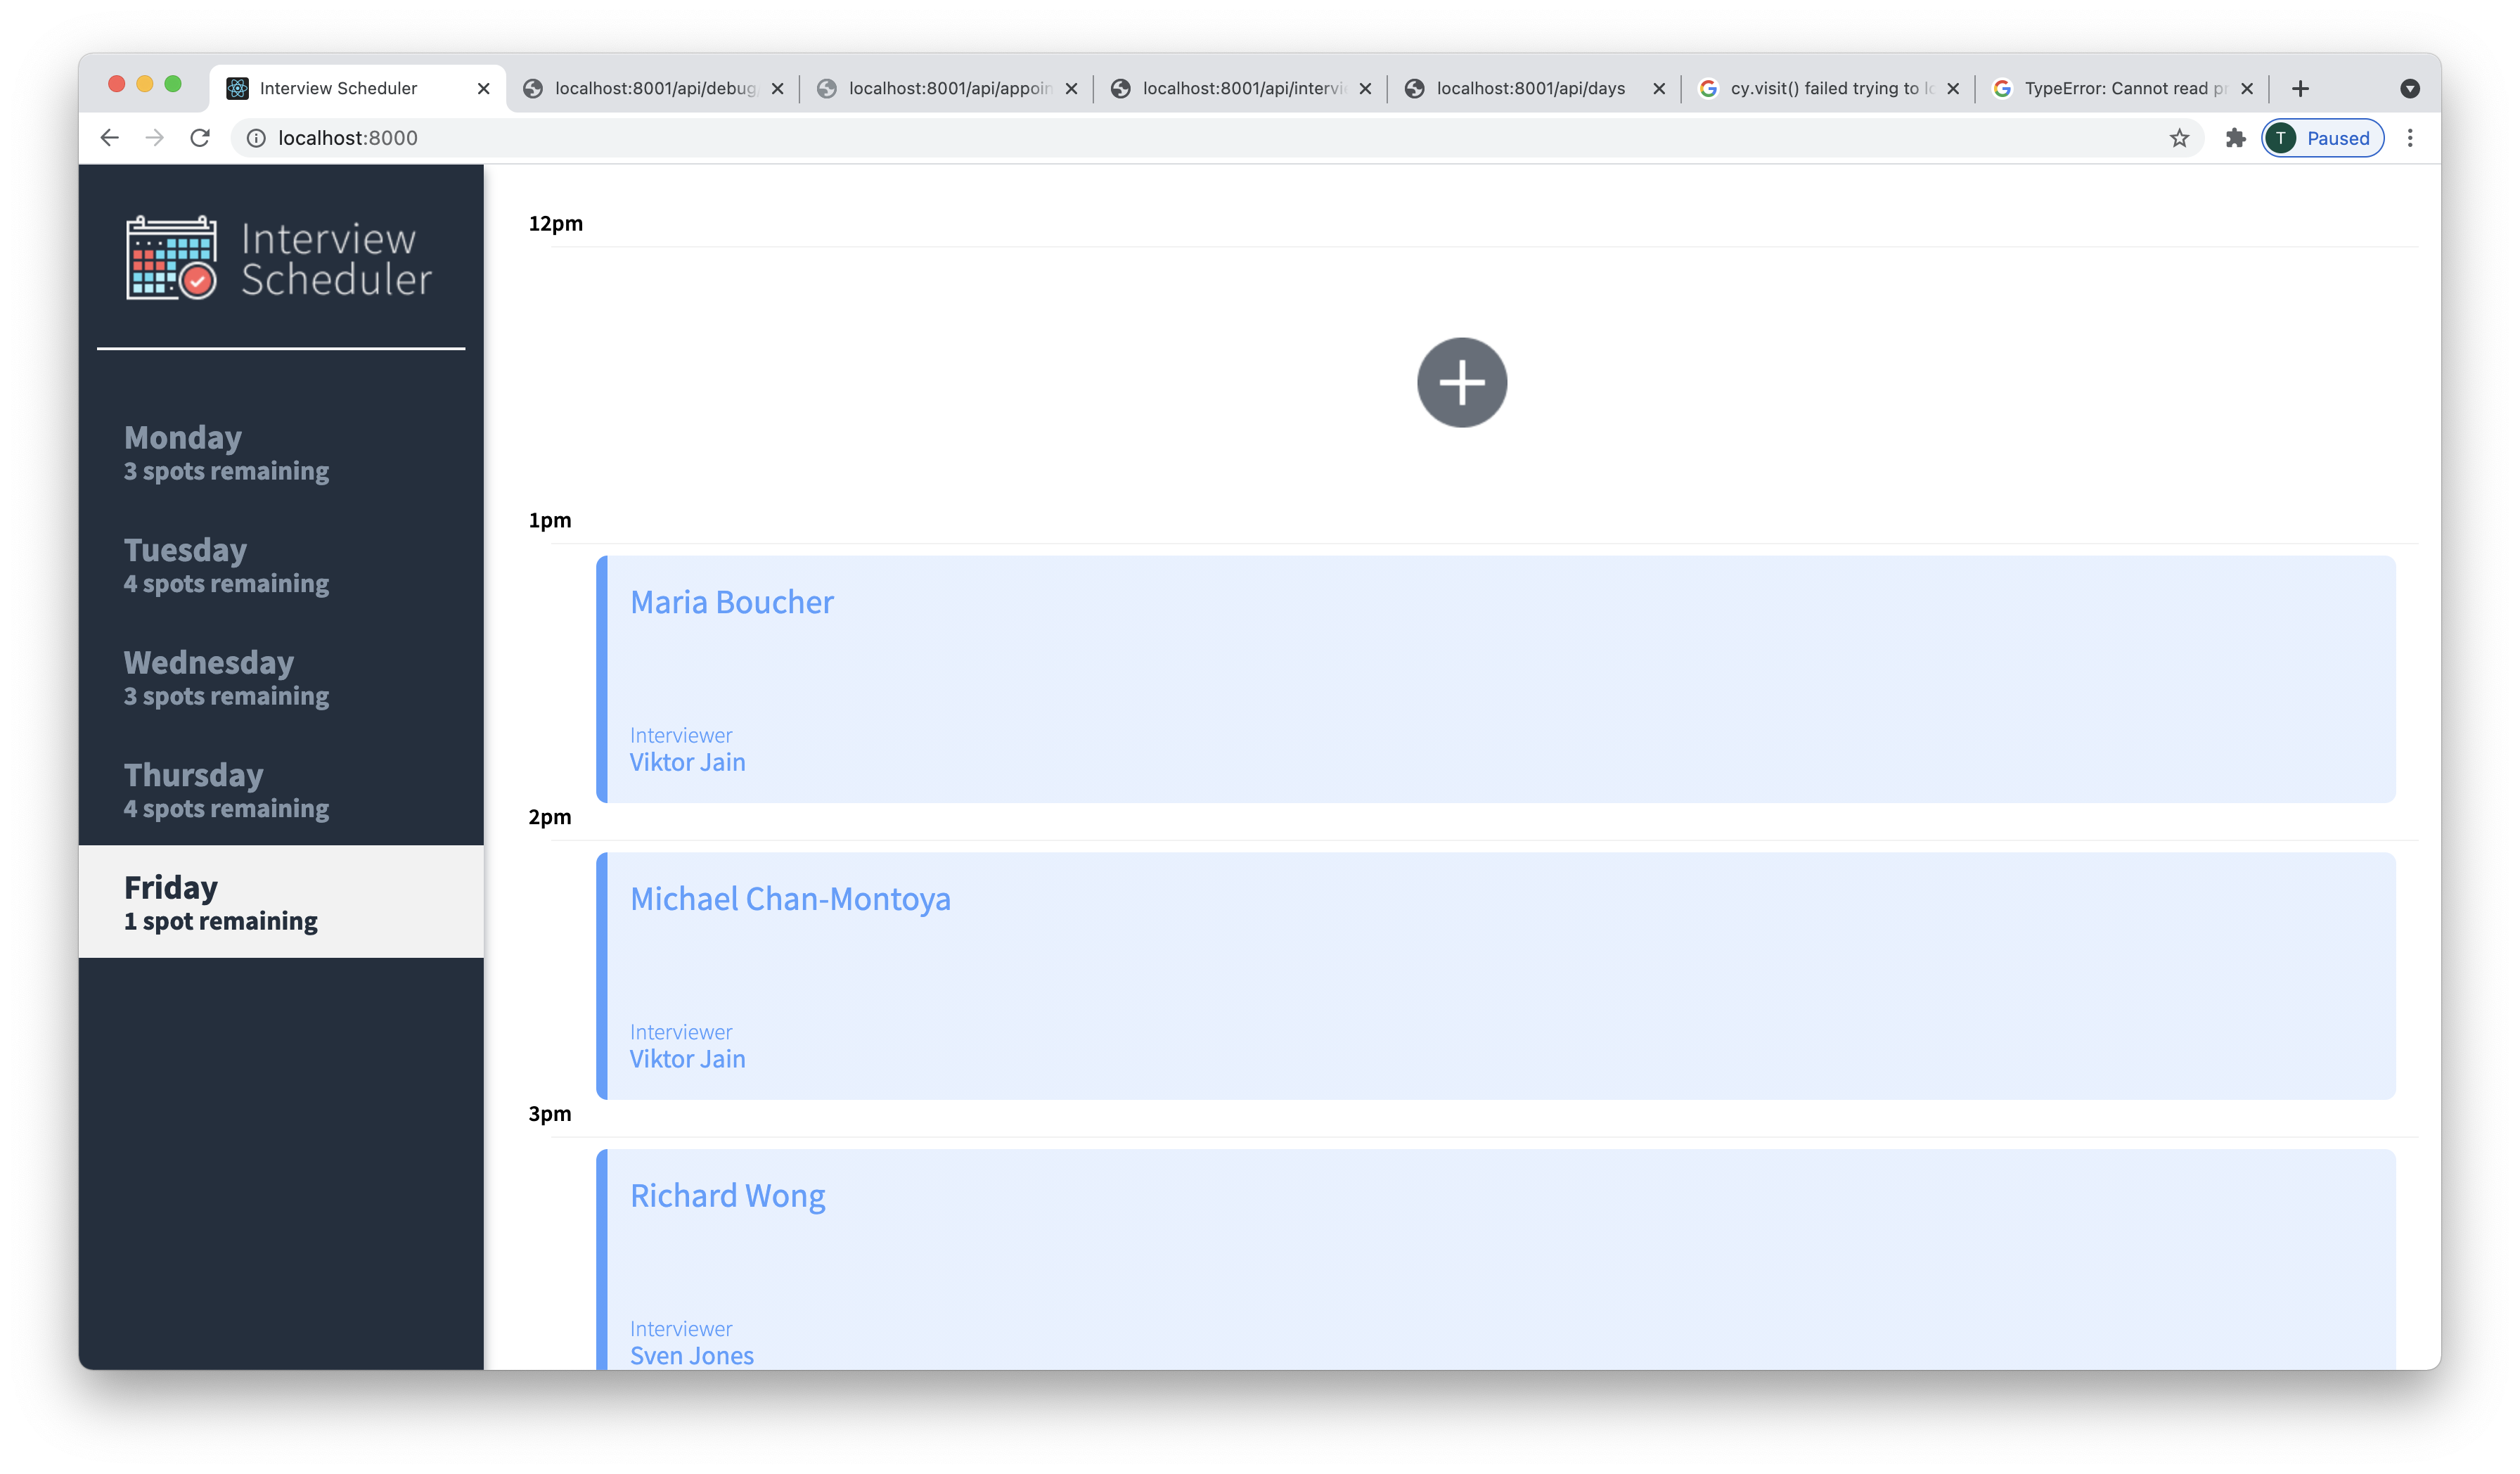 Interview Scheduler
localhost:8001/api/debug
localhost:8001/api/appoin
localhost:8001/api/intervi
localhost:8001/api/days
cy.visit() failed trying to lo
TypeError: Cannot read pr
localhost:8000
T
Paused
Interview
Scheduler
Monday
3 spots remaining
Tuesday
4 spots remaining
Wednesday
3 spots remaining
Thursday
4 spots remaining
Friday
1 spot remaining
12pm
1pm
Maria Boucher
Interviewer
Viktor Jain
2pm
Michael Chan-Montoya
Interviewer
Viktor Jain
3pm
Richard Wong
Interviewer
Sven Jones